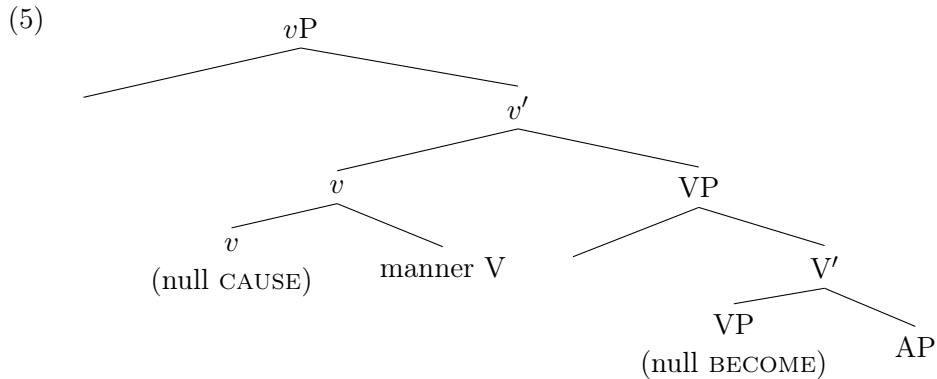 (5)
vP
v′
v
VP
v
(null CAUSE)
manner V
V′
VP
(null BECOME)
AP